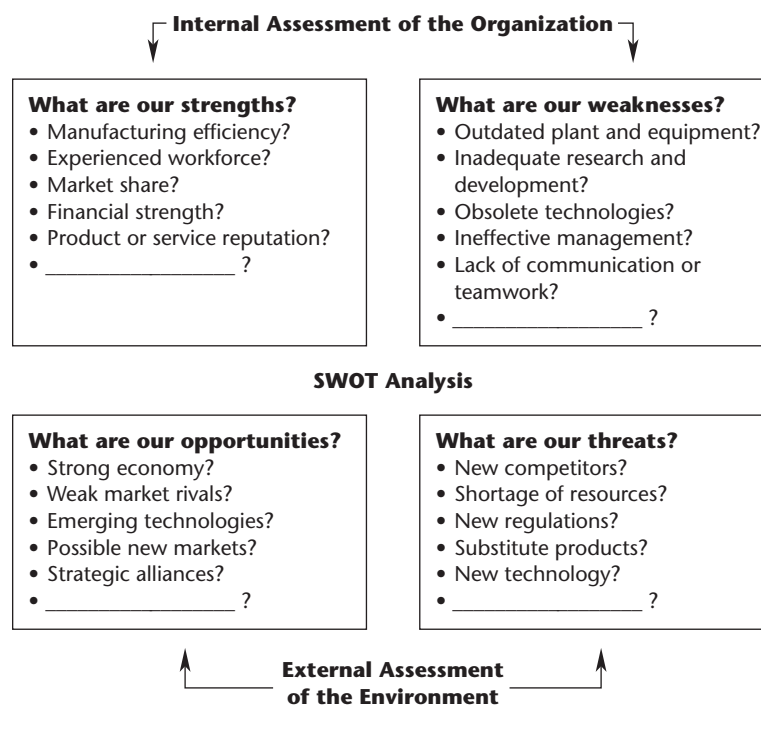 Internal Assessment of the Organization
What are our strengths?
• Manufacturing efficiency?
• Experienced workforce?
• Market share?
• Financial strength?
• Product or service reputation?
• __________________ ?
What are our weaknesses?
• Outdated plant and equipment?
• Inadequate research and
development?
• Obsolete technologies?
• Ineffective management?
• Lack of communication or
teamwork?
• __________________ ?
SWOT Analysis
What are our opportunities?
• Strong economy?
• Weak market rivals?
• Emerging technologies?
• Possible new markets?
• Strategic alliances?
• __________________ ?
What are our threats?
• New competitors?
• Shortage of resources?
• New regulations?
• Substitute products?
• New technology?
• __________________ ?
External Assessment
of the Environment